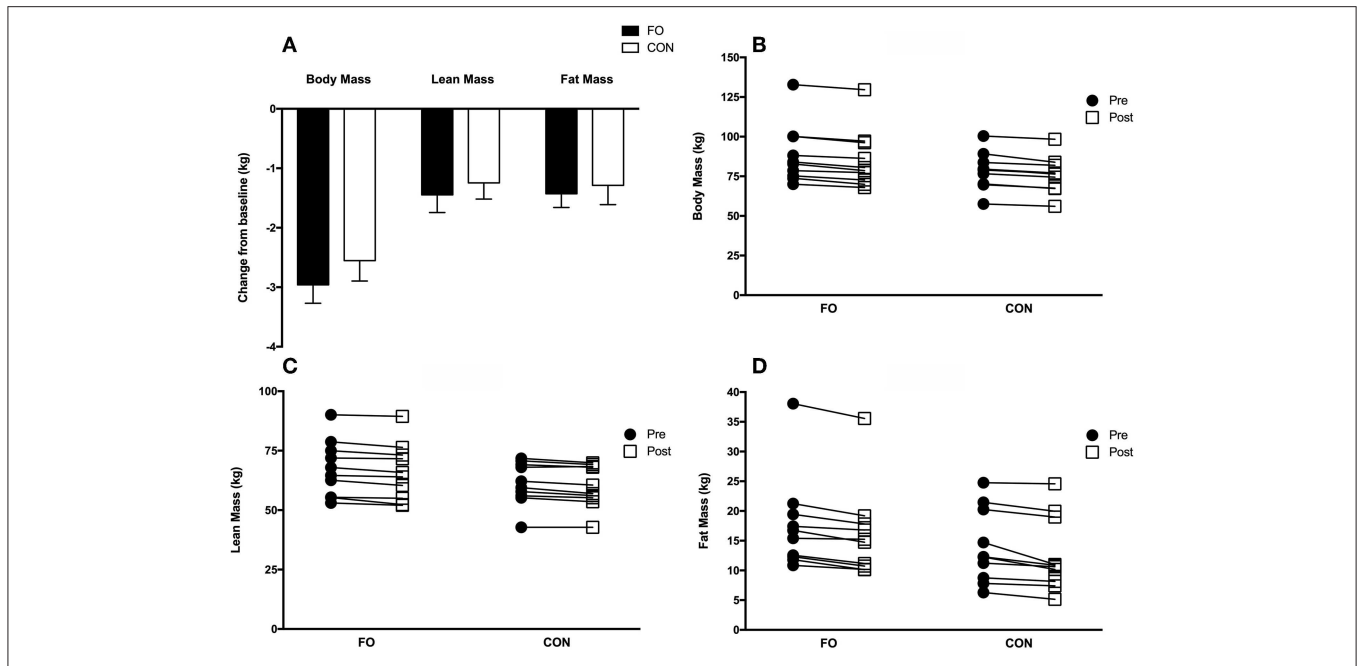 A
FO
CON
Body Mass Lean Mass Fat Mass
0
-1
-2
-3
-4
Change from baseline (kg)
B
150
125
100
75
50
25
0
Body Mass (kg)
Pre
Post
FO CON
C
100
75
50
25
0
Lean Mass (kg)
Pre
Post
FO CON
D
40
35
30
25
20
15
10
5
0
Fat Mass (kg)
Pre
Post
FO CON